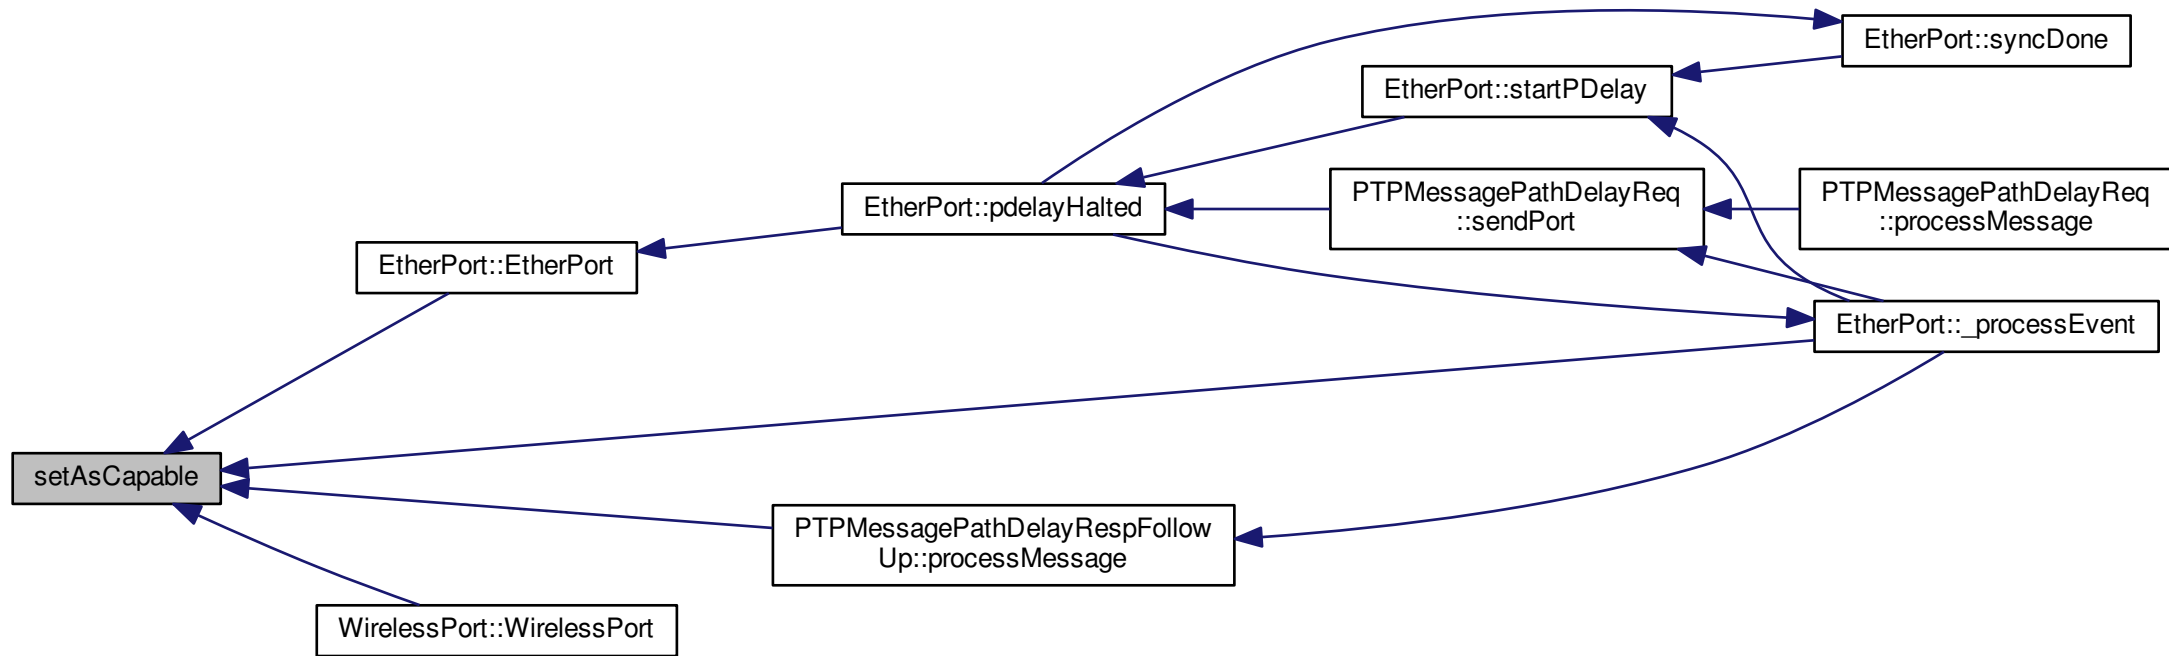 EtherPort::syncDone
EtherPort::startPDelay
PTPMessagePathDelayReq
::sendPort
PTPMessagePathDelayReq
::processMessage
EtherPort::pdelayHalted
EtherPort::EtherPort
EtherPort::_processEvent
setAsCapable
PTPMessagePathDelayRespFollow
Up::processMessage
WirelessPort::WirelessPort